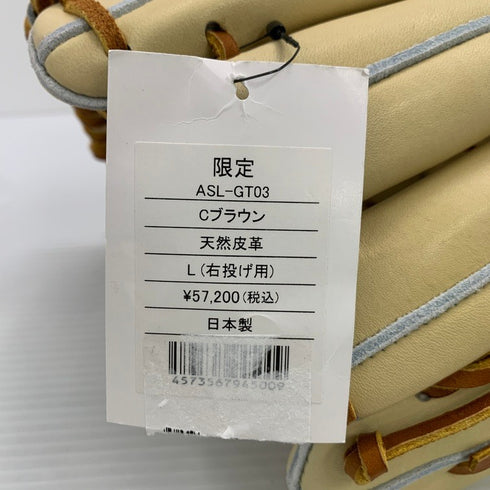 限定
ASL-GT03
Cブラウン
天然皮革
L(右投げ用)
¥57,200(税込)
日本製
4573567945009